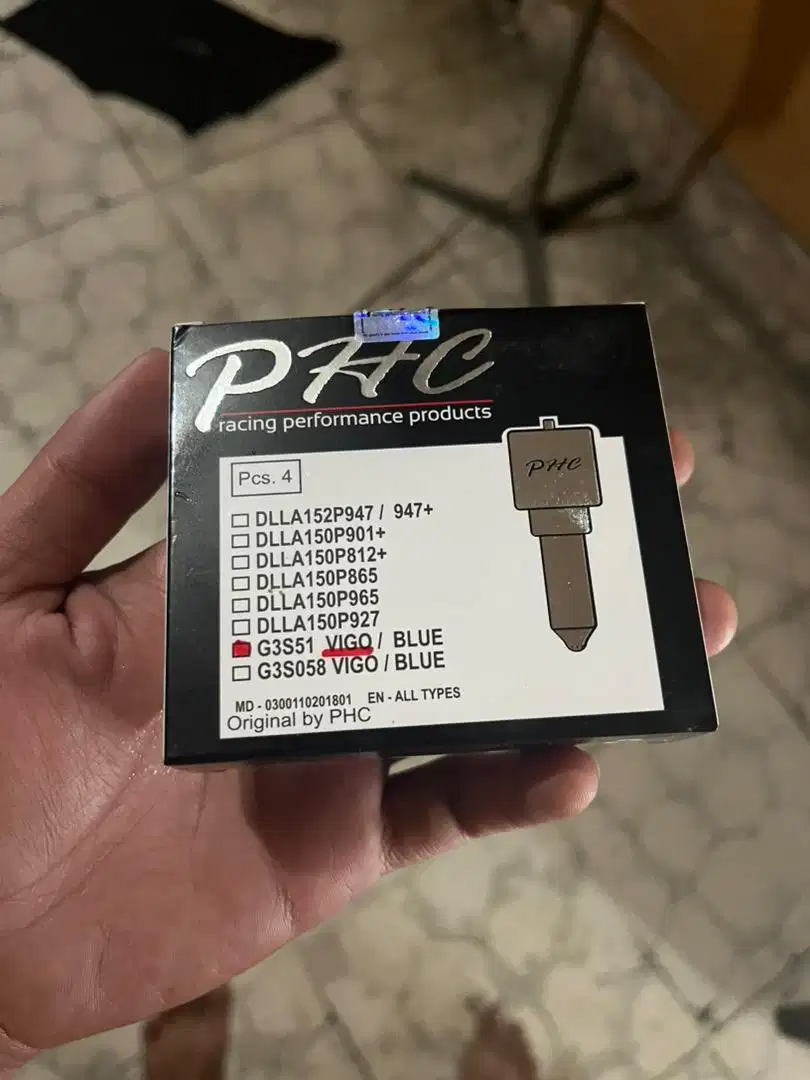 PHC
racing performance products
PHC
Pcs. 4
DLLA152P947 / 947+
DLLA150P901+
DLLA150P812+
DLLA150P865
DLLA150P965
DLLA150P927
G3S51 VIGO / BLUE
G3S058 VIGO / BLUE
MD - 0300110201801 EN - ALL TYPES
Original by PHC